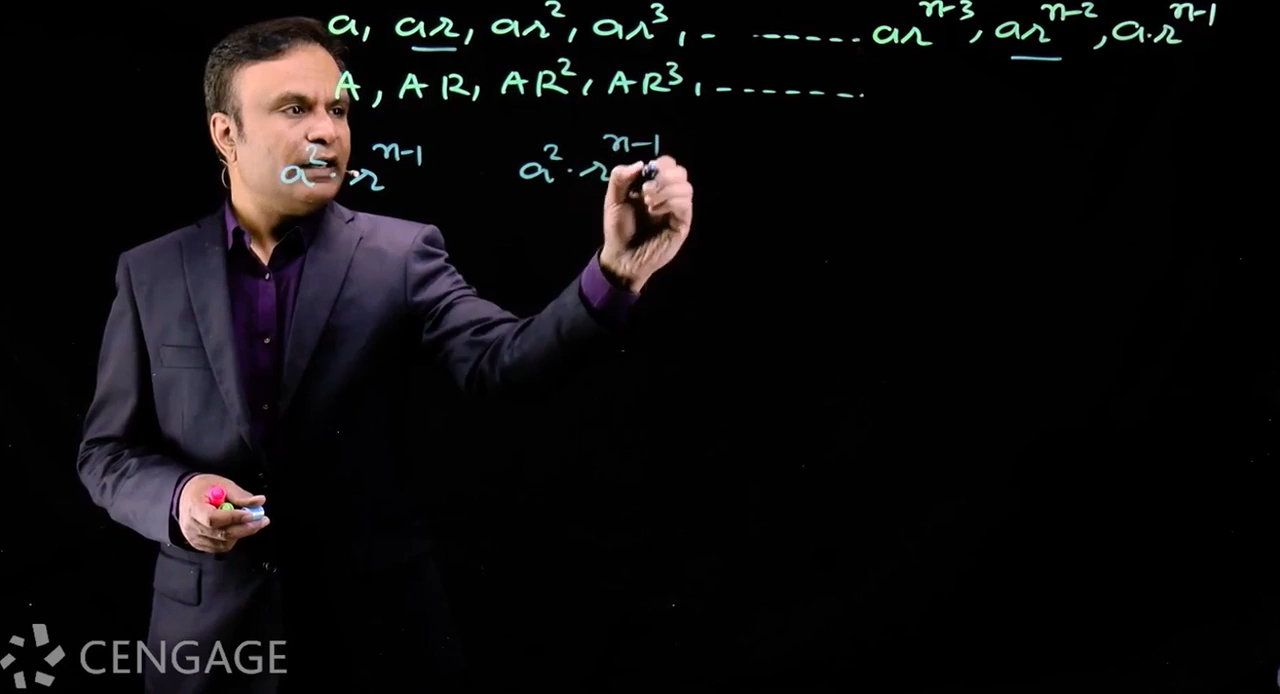 a, ar, ar², ar³, - ------ arⁿ⁻³, arⁿ⁻², a.rⁿ⁻¹
A, AR, AR², AR³, -------.
a²·rⁿ⁻¹ a²·rⁿ⁻¹
CENGAGE